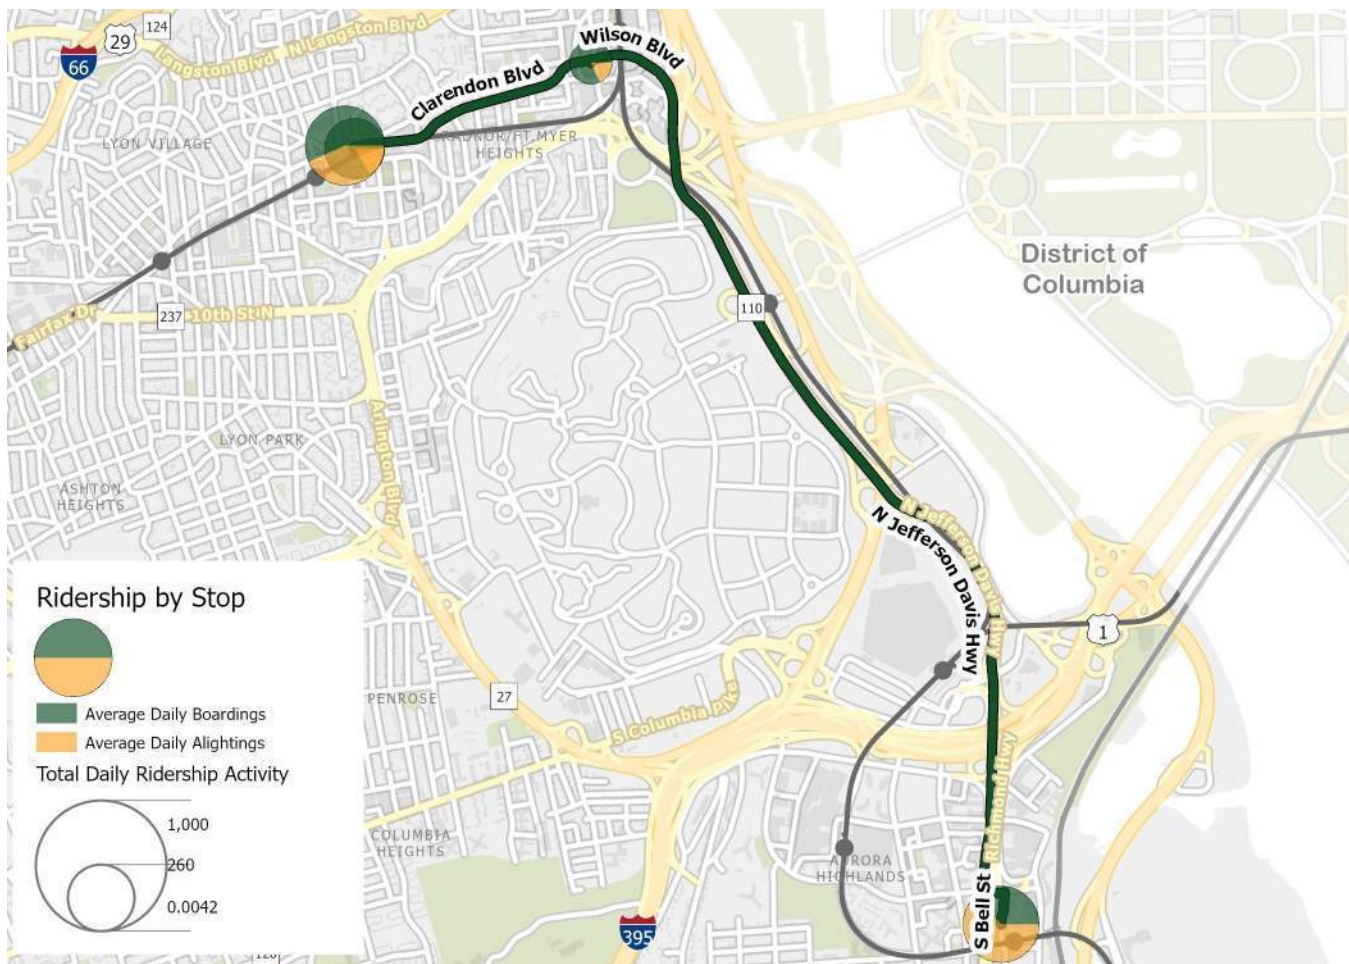 124
29
66
Langston Blvd
N Langston Blvd
Wilson Blvd
Clarendon Blvd
LYON VILLAGE
RADNOR/FT MYER
HEIGHTS
District of
Columbia
110
Fairfax Dr
237
10th St N
Arlington Blvd
LYON PARK
ASHTON
HEIGHTS
N Jefferson Davis Hwy
N Jefferson Davis Hwy
1
PENROSE
27
S Columbia Pike
Richmond Hwy
COLUMBIA
HEIGHTS
AURORA
HIGHLANDS
S Bell St
395
120
Ridership by Stop
Average Daily Boardings
Average Daily Alightings
Total Daily Ridership Activity
1,000
260
0.0042